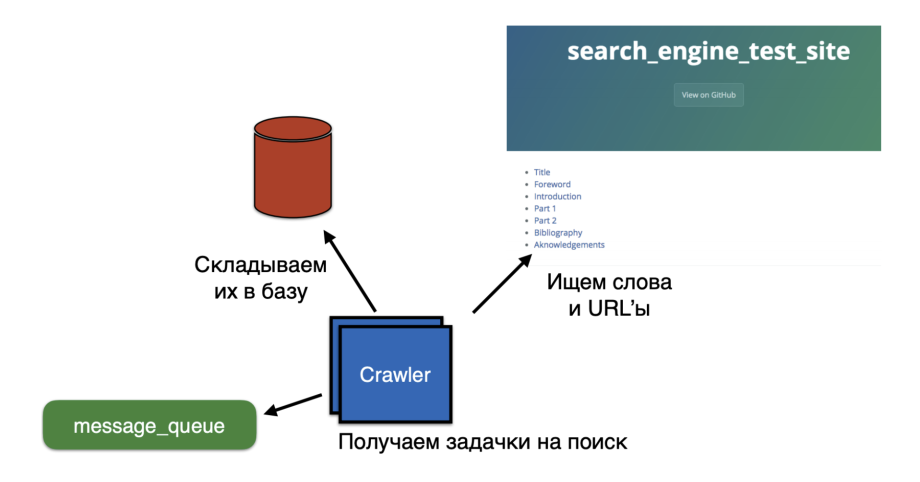 search_engine_test_site
View on GitHub
Title
Foreword
Introduction
Part 1
Part 2
Bibliography
Aknowledgements
Складываем
их в базу
Ищем слова
и URL'ы
Crawler
message_queue
Получаем задачки на поиск